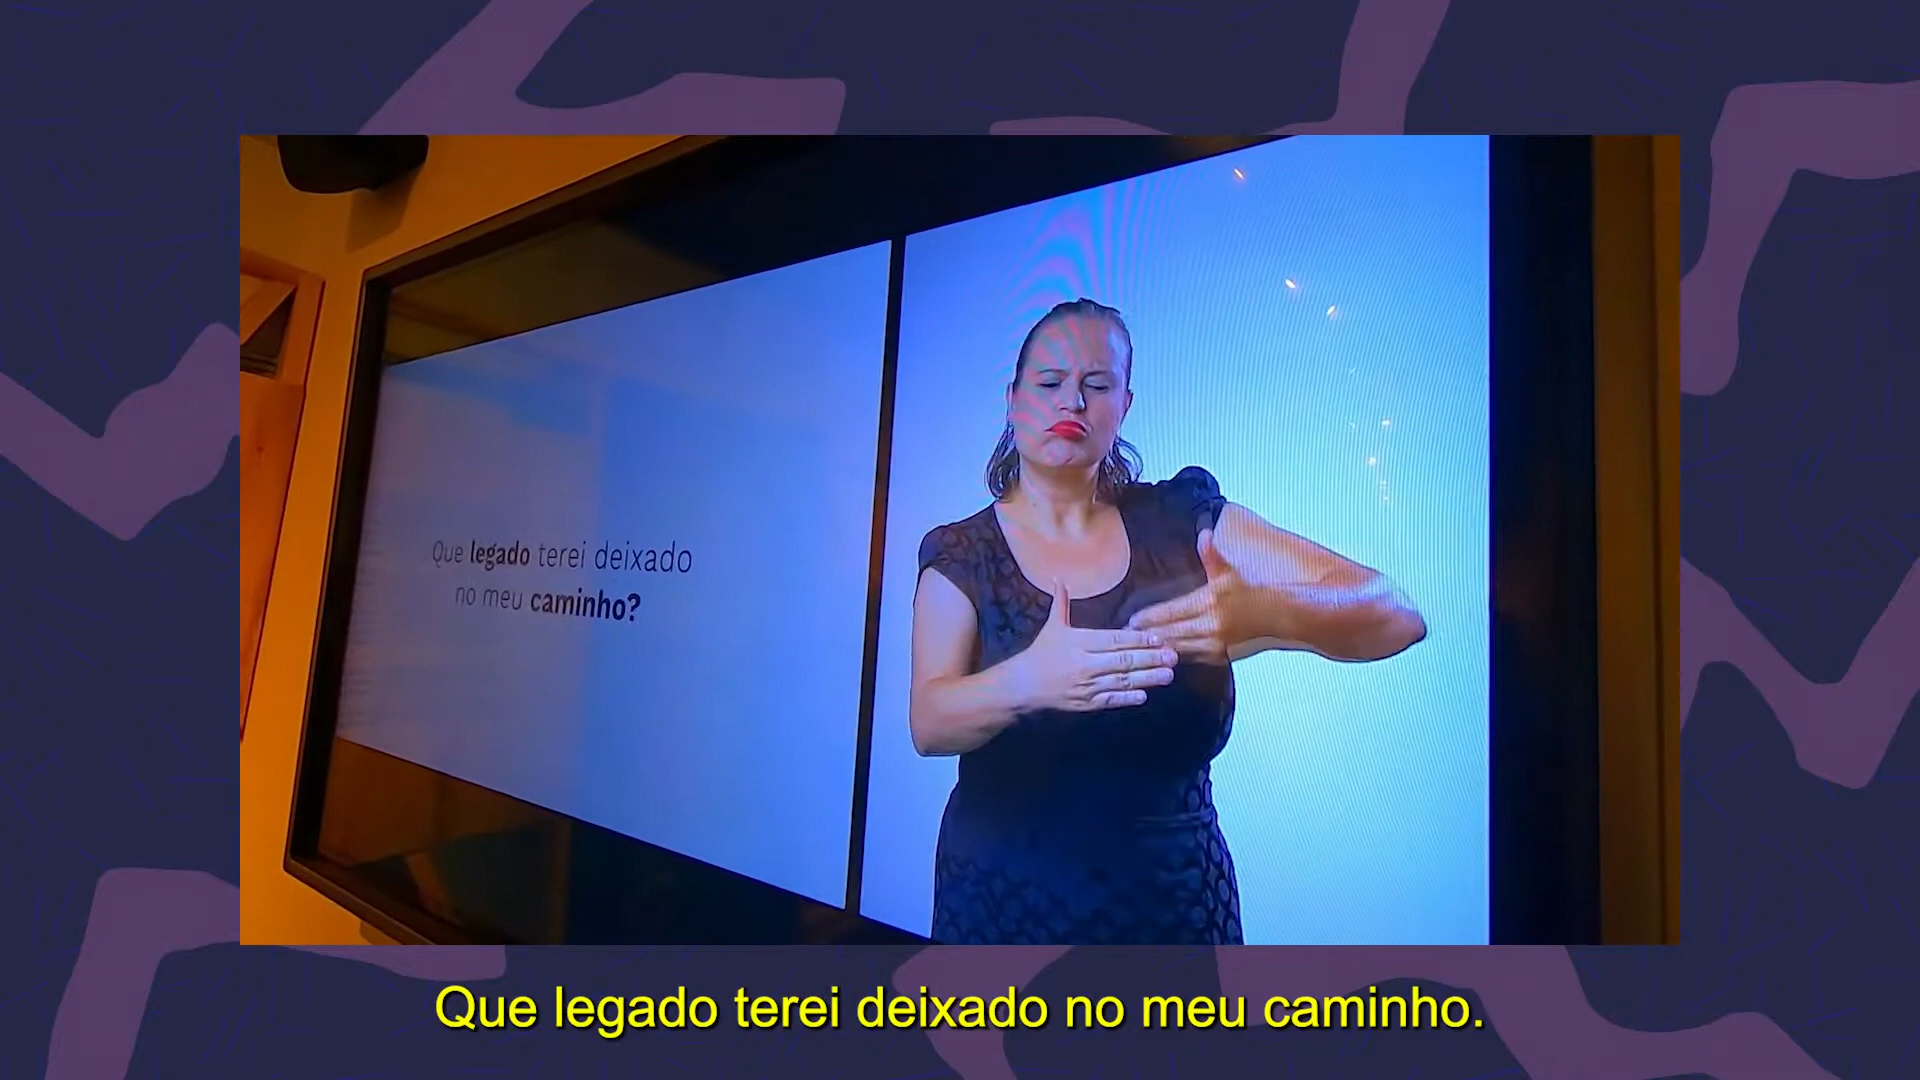 Que legado terei deixado
no meu caminho?
Que legado terei deixado no meu caminho.